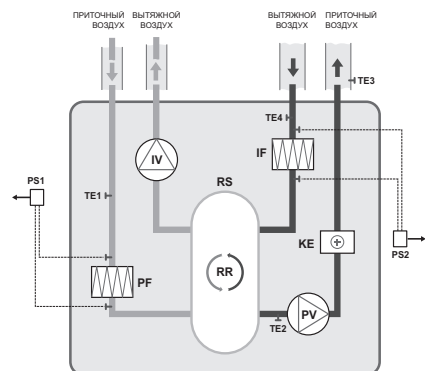 ПРИТОЧНЫЙ ВОЗДУХ
ВЫТЯЖНОЙ ВОЗДУХ
ВЫТЯЖНОЙ ВОЗДУХ
ПРИТОЧНЫЙ ВОЗДУХ
TE3
TE4
IV
IF
RS
PS1
TE1
RR
KE
PS2
PF
PV
TE2